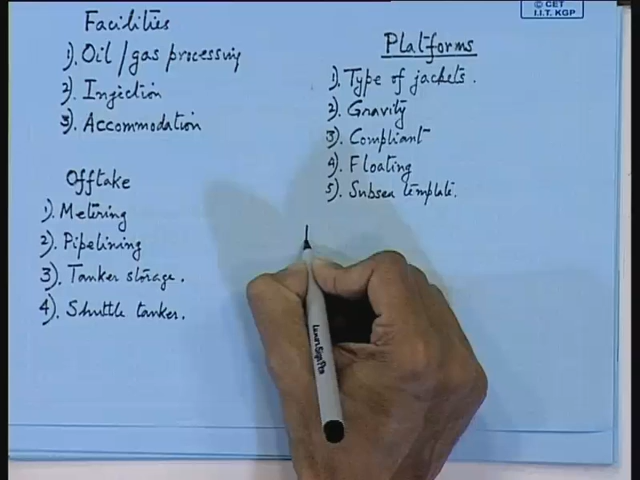 Facilities
1). Oil/gas processing
2). Injection
3). Accommodation
Offtake
1). Metering
2). Pipelining
3). Tanker storage.
4). Shuttle tanker.
Platforms
1). Type of jackets.
2). Gravity
3). Compliant
4). Floating
5). Subsea template.
© CET
I.I.T. KGP